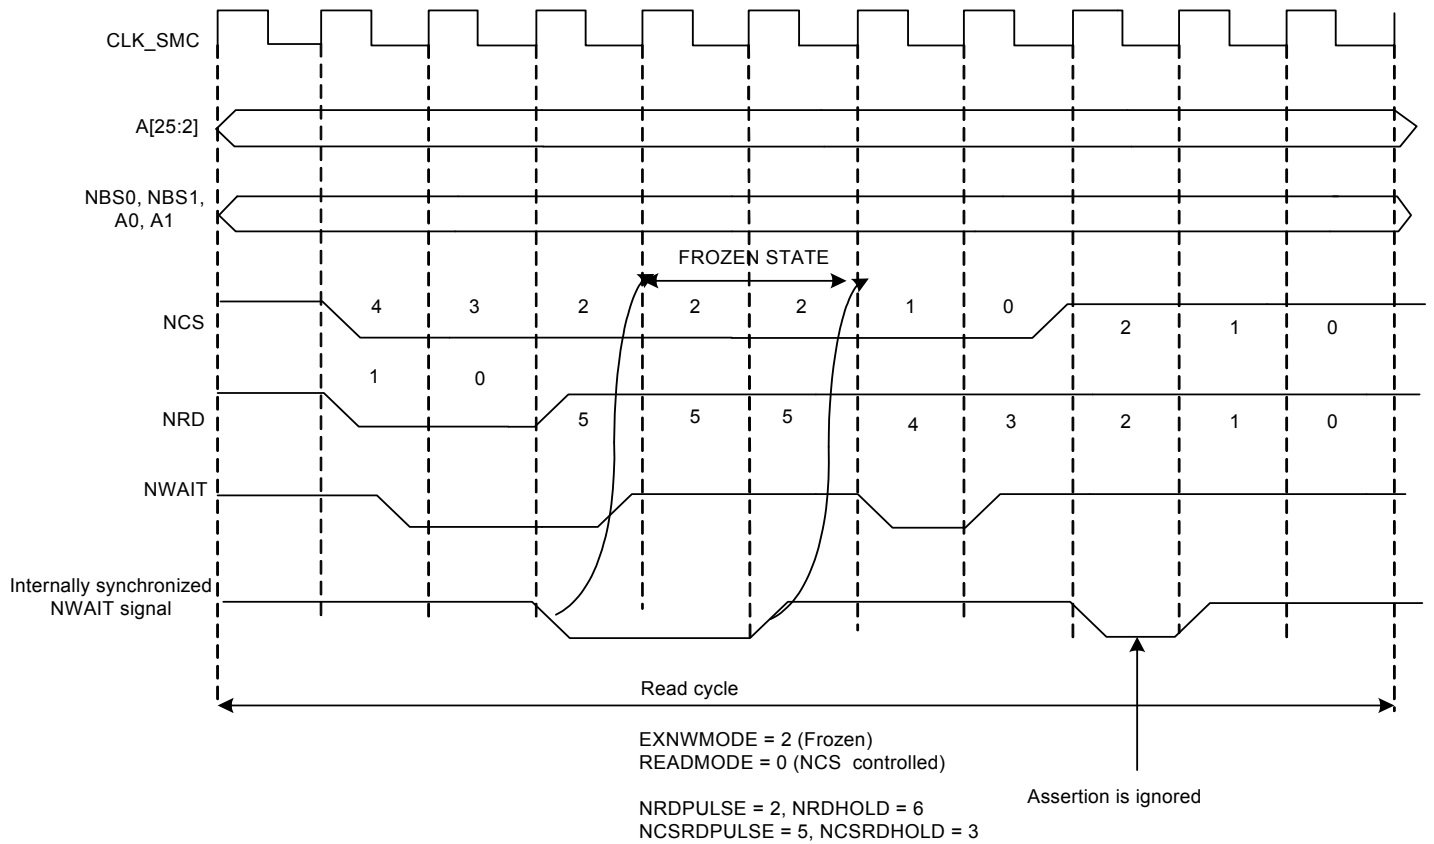 CLK_SMC
A[25:2]
NBS0, NBS1,
A0, A1
FROZEN STATE
NCS
4 3 2 2 2 1 0
2 1 0
1 0
NRD
5 5 5 4 3 2 1 0
NWAIT
Internally synchronized
NWAIT signal
Read cycle
EXNWMODE = 2 (Frozen)
READMODE = 0 (NCS controlled)
Assertion is ignored
NRDPULSE = 2, NRDHOLD = 6
NCSRDPULSE = 5, NCSRDHOLD = 3